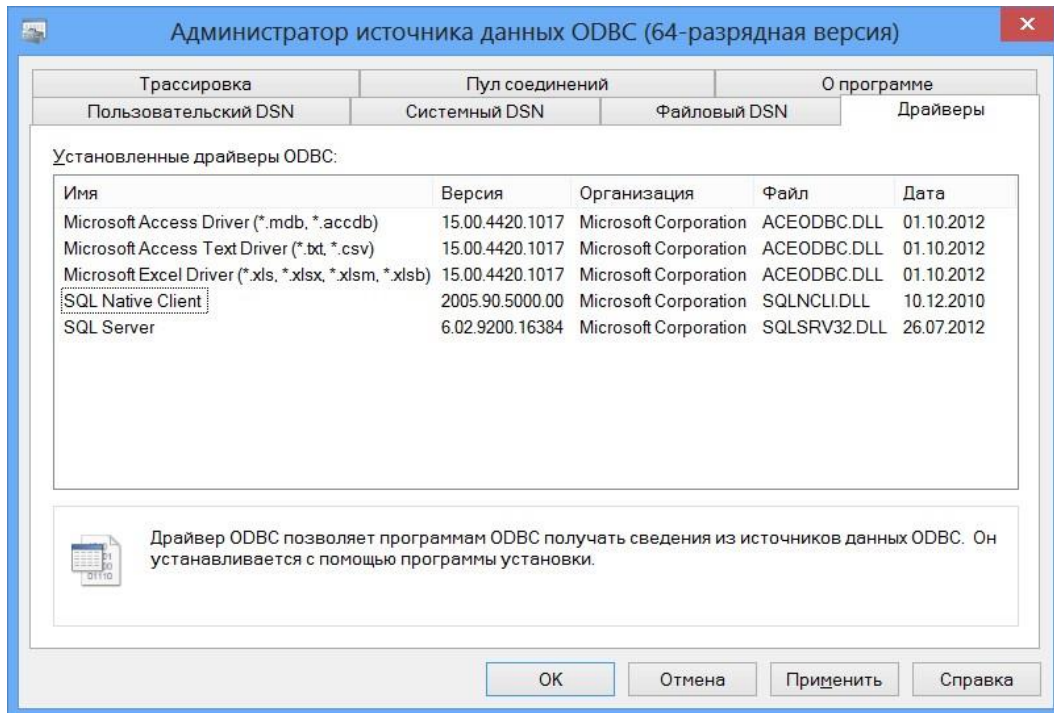 Администратор источника данных ODBC (64-разрядная версия)
Трассировка Пул соединений О программе
Пользовательский DSN Системный DSN Файловый DSN Драйверы
Установленные драйверы ODBC:
Имя Версия Организация Файл Дата
Microsoft Access Driver (*.mdb, *.accdb) 15.00.4420.1017 Microsoft Corporation ACEODBC.DLL 01.10.2012
Microsoft Access Text Driver (*.txt, *.csv) 15.00.4420.1017 Microsoft Corporation ACEODBC.DLL 01.10.2012
Microsoft Excel Driver (*.xls, *.xlsx, *.xlsm, *.xlsb) 15.00.4420.1017 Microsoft Corporation ACEODBC.DLL 01.10.2012
SQL Native Client 2005.90.5000.00 Microsoft Corporation SQLNCLI.DLL 10.12.2010
SQL Server 6.02.9200.16384 Microsoft Corporation SQLSRV32.DLL 26.07.2012
Драйвер ODBC позволяет программам ODBC получать сведения из источников данных ODBC. Он
устанавливается с помощью программы установки.
OK Отмена Применить Справка